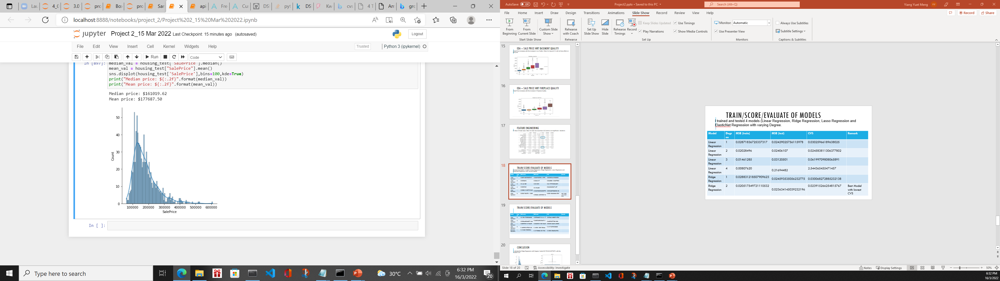 Lau
4_0
3.0
pro
Box
pro
Sar
api
Fre
Cus
DS
pyt
DS
Kw
cvs
4 T
Am
gro
localhost:8888/notebooks/project_2/Project%202_15%20Mar%202022.ipynb
jupyter Project 2_15 Mar 2022 Last Checkpoint: 15 minutes ago (autosaved)
Logout
File Edit View Insert Cell Kernel Widgets Help
Trusted
Python 3 (ipykernel)
Run
Code
In [897]: median_val = housing_test["SalePrice"].median()
mean_val = housing_test["SalePrice"].mean()
sns.displot(housing_test['SalePrice'],bins=100,kde=True)
print("Median price: ${:.2f}".format(median_val))
print("Mean price: ${:.2f}".format(mean_val))
Median price: $161019.62
Mean price: $177687.50
50
40
30
20
10
0
Count
100000 200000 300000 400000 500000 600000
SalePrice
In [ ]:
Type here to search
30°C
6:32 PM
16/3/2022
20
AutoSave Off
Project2.pptx • Saved to this PC
Search (Alt+Q)
Yiang Yuet Meng
YY
File Home Insert Draw Design Transitions Animations Slide Show Record Review View Help
Record
Share
From Beginning
From Current Slide
Custom Slide Show
Start Slide Show
Rehearse with Coach
Rehearse
Set Up Slide Show
Hide Slide
Rehearse Timings
Record
Keep Slides Updated
Play Narrations
Use Timings
Show Media Controls
Set Up
Monitor: Automatic
Use Presenter View
Monitors
Always Use Subtitles
Subtitle Settings
Captions & Subtitles
15
EDA – SALE PRICE WRT BASEMENT QUALITY
16
EDA – SALE PRICE WRT FIREPLACE QUALITY
17
FEATURE ENGINEERING
18
TRAIN/SCORE/EVALUATE OF MODELS
19
TRAIN/SCORE/EVALUATE OF MODELS
20
CONCLUSION
TRAIN/SCORE/EVALUATE OF MODELS
I trained and tested 4 models (Linear Regression, Ridge Regression, Lasso Regression and
ElasticNet Regression with varying Degree.
Model Degree MSE (train) MSE (test) CVS Remark
Linear Regression 1 0.02871836725337317 0.02429025756115978 0.03025966189638025
Linear Regression 2 0.02028496 0.02406107 0.024583811306377802
Linear Regression 3 0.01461285 0.03120501 0.06199709808065891
Linear Regression 4 0.00807620 0.21694482 2.544365455471457
Ridge Regression 1 0.028831218507909623 0.024593535056232775 0.030068272885232138
Ridge Regression 2 0.020517549721110532 0.023634145039232196 0.023915266254815767 Best Model with lowest CVS
Slide 18 of 20
Accessibility: Investigate
Notes
Display Settings
50%
6:32 PM
16/3/2022